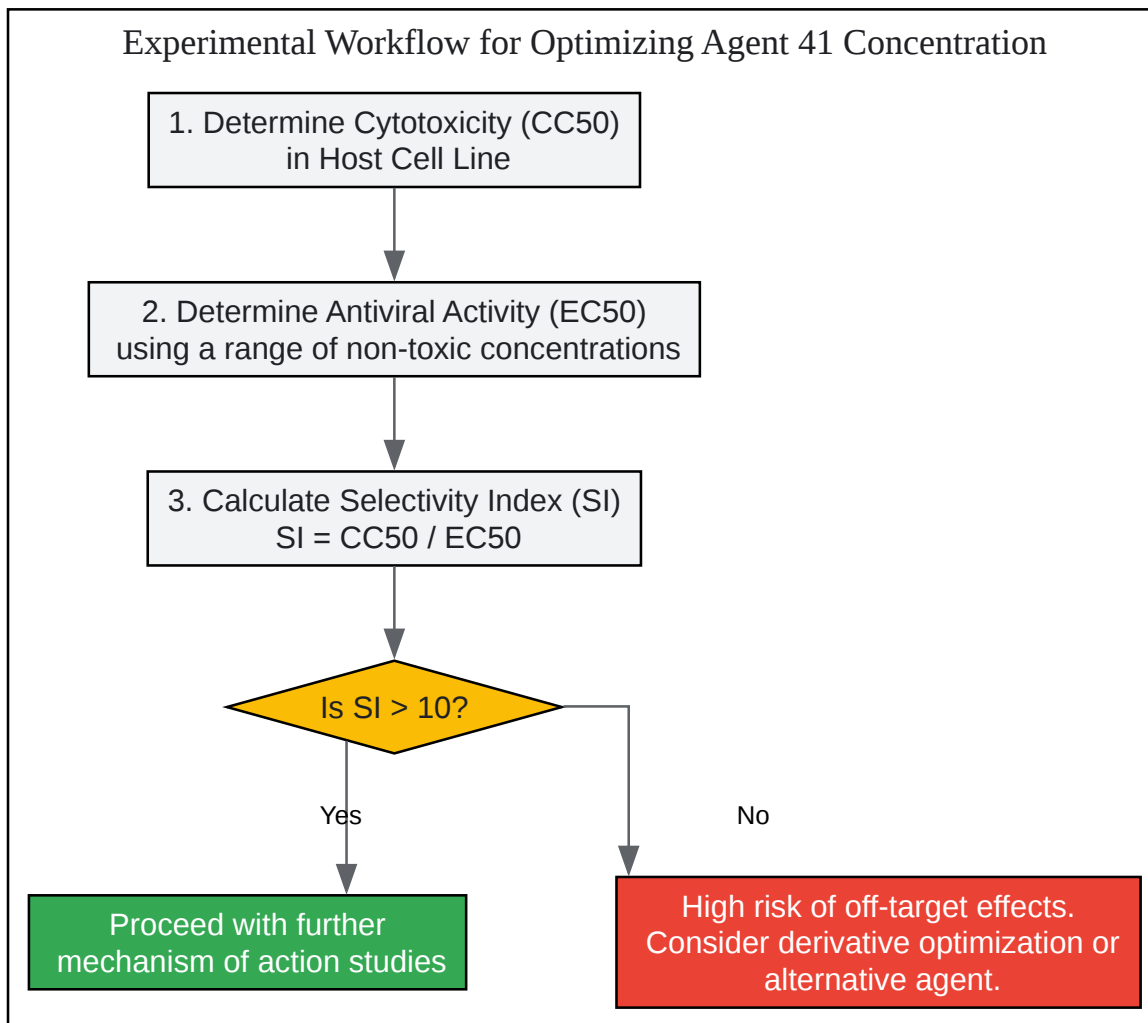 Experimental Workflow for Optimizing Agent 41 Concentration
1. Determine Cytotoxicity (CC50)
in Host Cell Line
2. Determine Antiviral Activity (EC50)
using a range of non-toxic concentrations
3. Calculate Selectivity Index (SI)
SI = CC50 / EC50
Is SI > 10?
Yes
No
Proceed with further
mechanism of action studies
High risk of off-target effects.
Consider derivative optimization or
alternative agent.